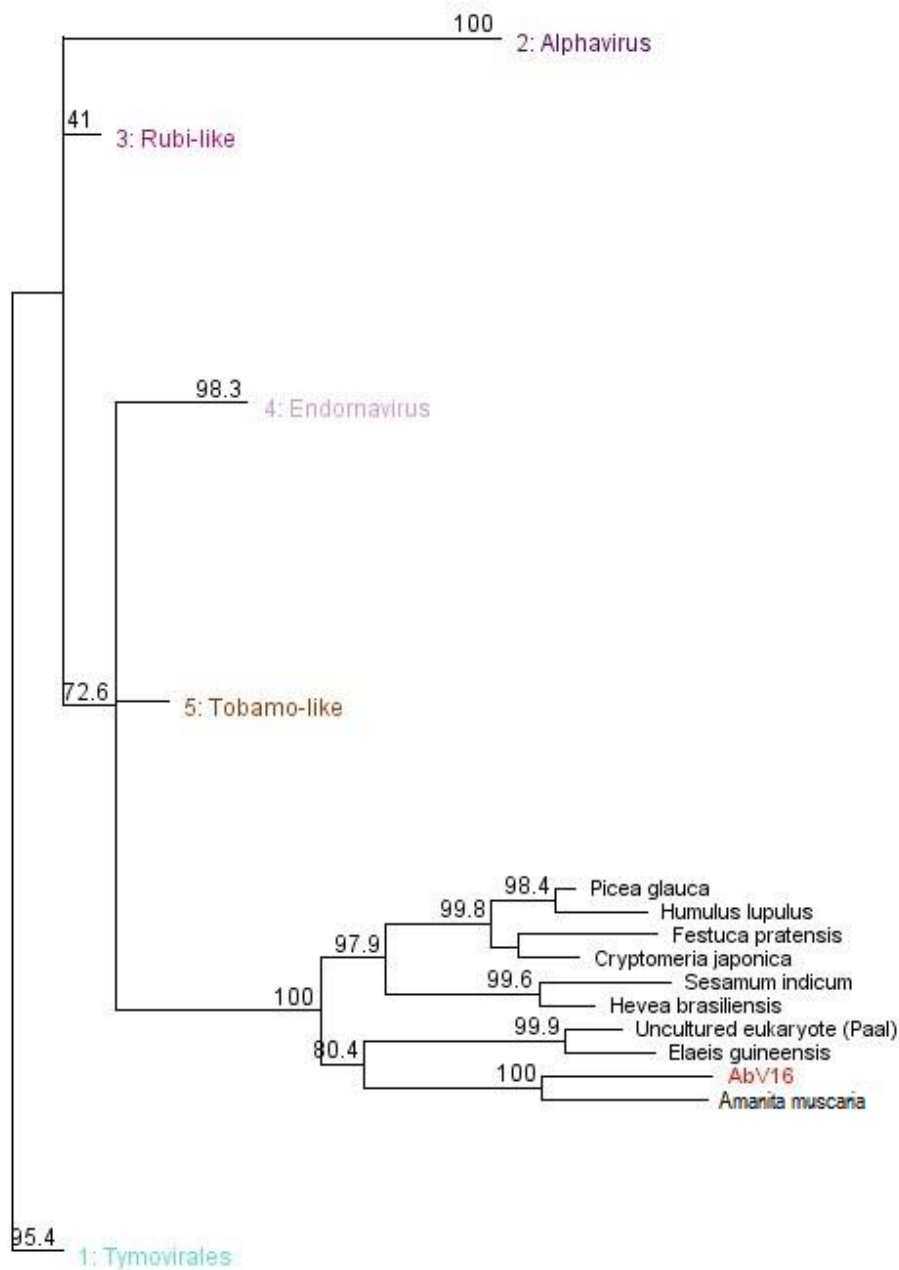 100
2: Alphavirus
41
3: Rubi-like
98.3
4: Endornavirus
72.6
5: Tobamo-like
98.4
Picea glauca
99.8
Humulus lupulus
Festuca pratensis
97.9
Cryptomeria japonica
99.6
Sesamum indicum
100
Hevea brasiliensis
99.9
Uncultured eukaryote (Paal)
80.4
Elaeis guineensis
100
AbV16
Amanita muscaria
95.4
1: Tymovirales